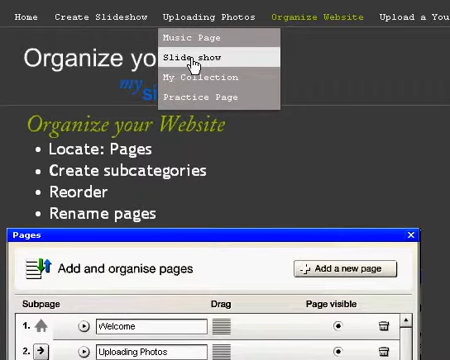 Home Create Slideshow Uploading Photos Organize Website Upload a You
Music Page
Slide show
My Collection
Practice Page
Organize yo
my
si
Organize your Website
• Locate: Pages
• Create subcategories
• Reorder
• Rename pages
Pages
Add and organise pages
Add a new page
Subpage Drag Page visible
1. Welcome
2. Uploading Photos